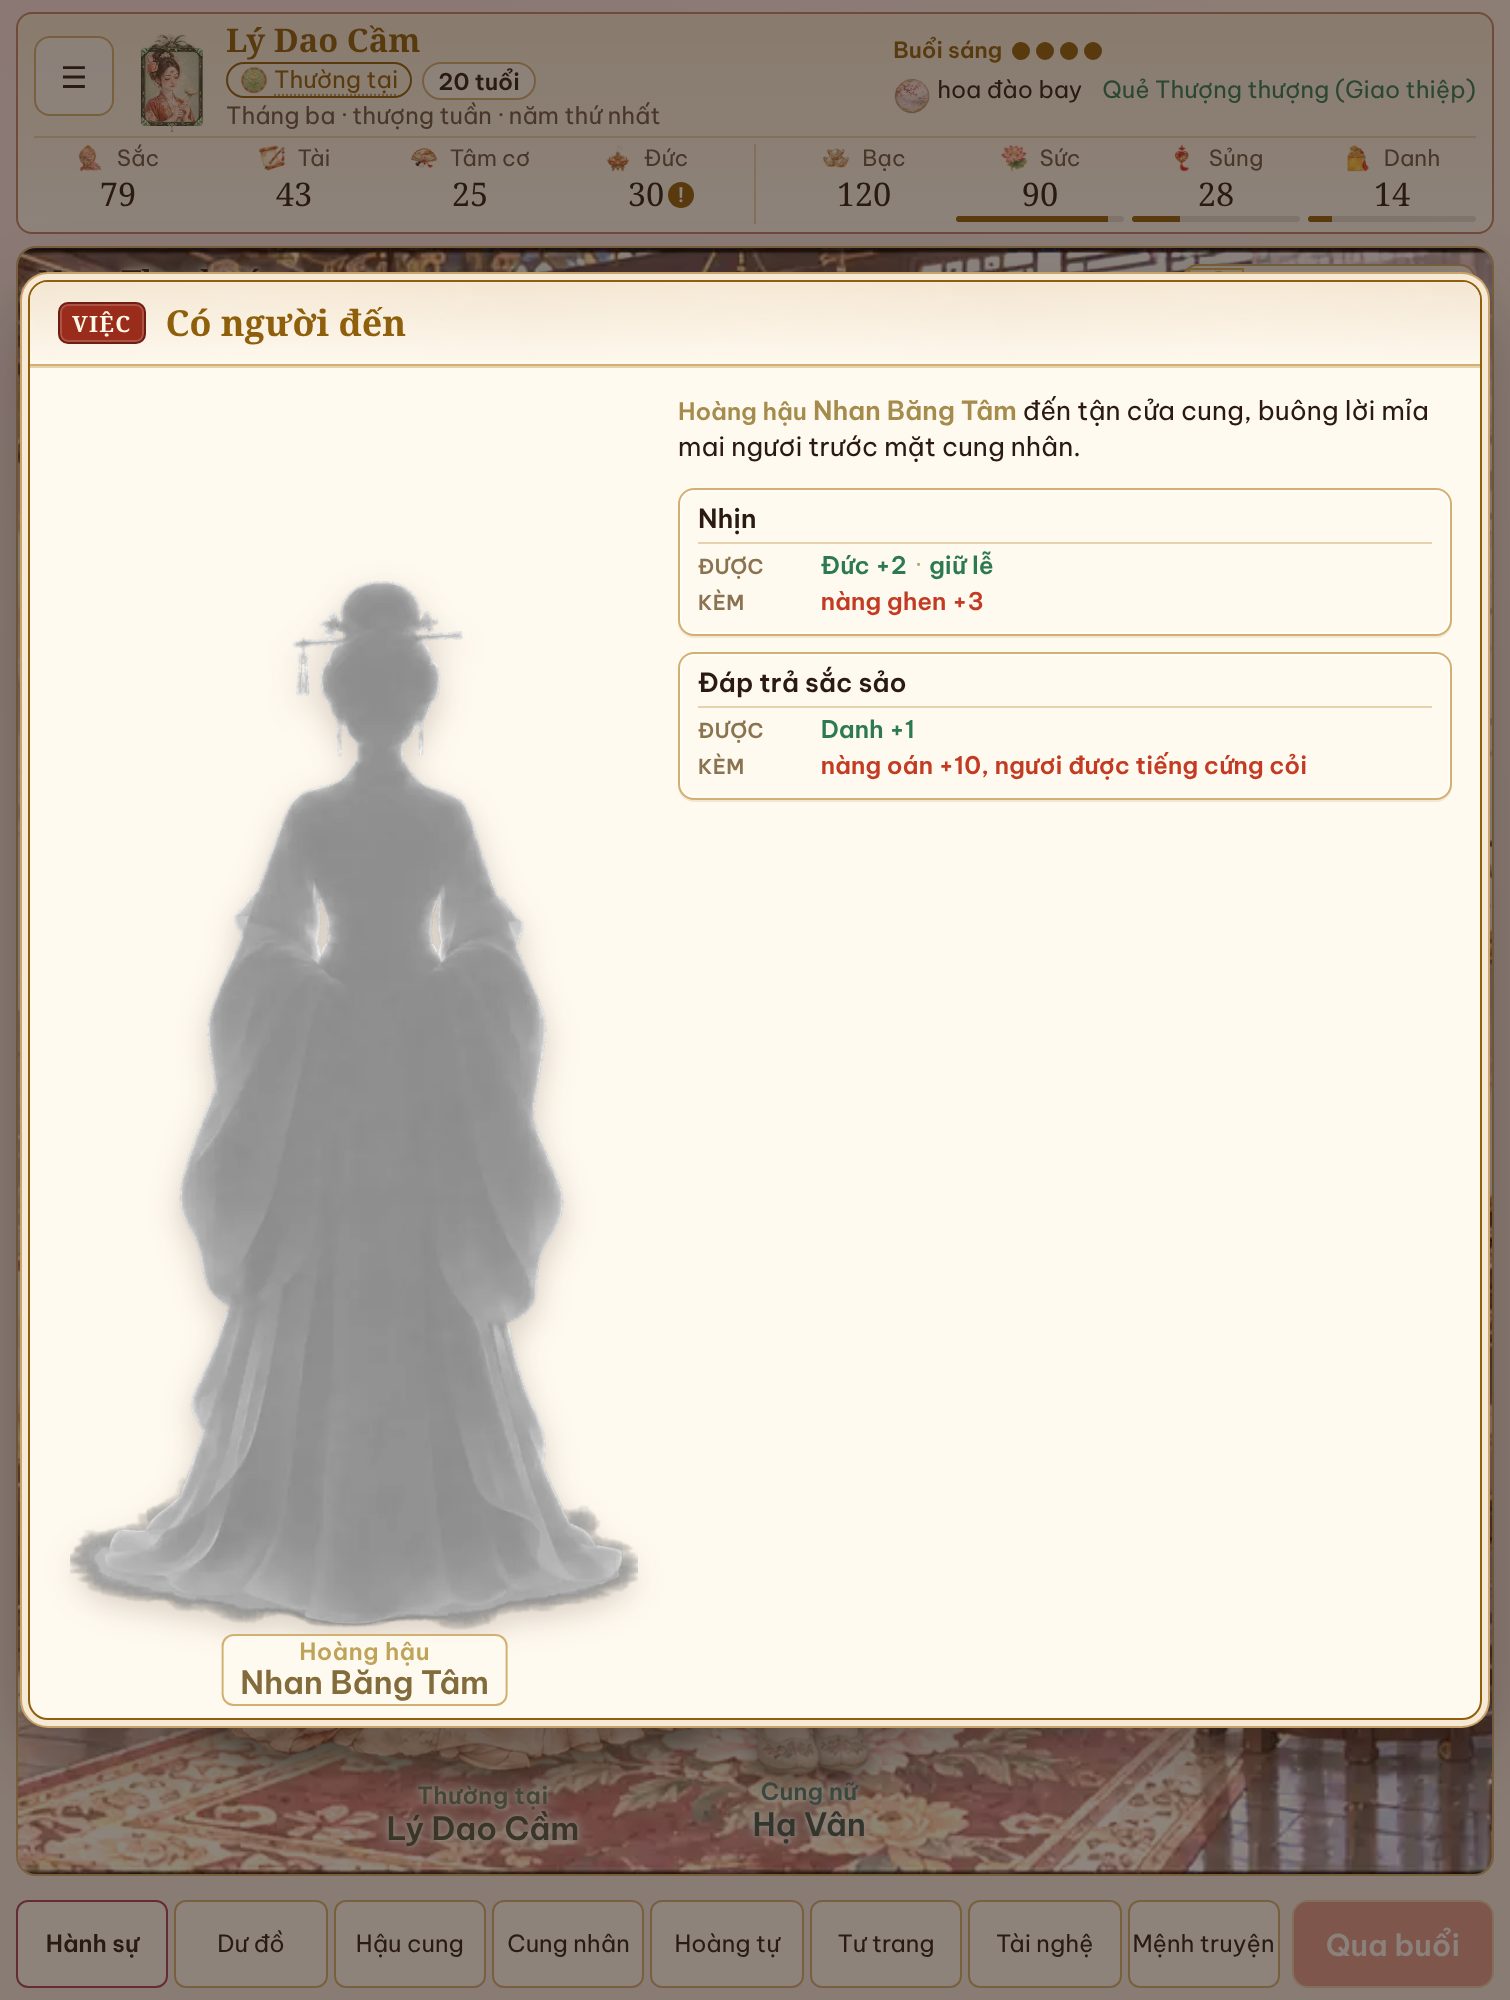 ☰
Lý Dao Cầm
Thường tại
20 tuổi
Tháng ba · thượng tuần · năm thứ nhất
Buổi sáng
hoa đào bay
Quẻ Thượng thượng (Giao thiệp)
Sắc
79
Tài
43
Tâm cơ
25
Đức
30 !
Bạc
120
Sức
90
Sủng
28
Danh
14
VIỆC
Có người đến
Hoàng hậu Nhan Băng Tâm đến tận cửa cung, buông lời mỉa
mai ngươi trước mặt cung nhân.
Nhịn
ĐƯỢC Đức +2 · giữ lễ
KÈM nàng ghen +3
Đáp trả sắc sảo
ĐƯỢC Danh +1
KÈM nàng oán +10, ngươi được tiếng cứng cỏi
Hoàng hậu
Nhan Băng Tâm
Thường tại
Lý Dao Cầm
Cung nữ
Hạ Vân
Hành sự
Dư đồ
Hậu cung
Cung nhân
Hoàng tự
Tư trang
Tài nghệ
Mệnh truyện
Qua buổi